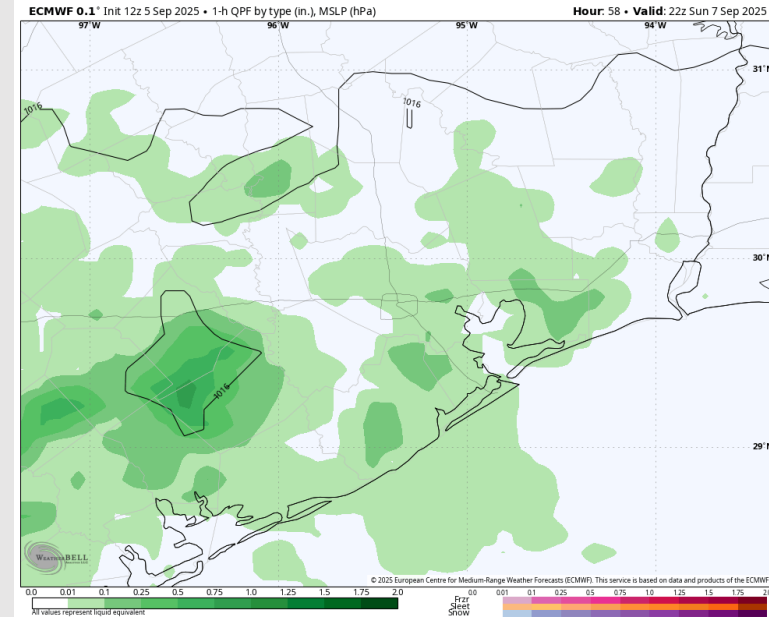 ECMWF 0.1° Init 12z 5 Sep 2025 • 1-h QPF by type (in.), MSLP (hPa)
Hour: 58 • Valid: 22z Sun 7 Sep 2025
97°W 96°W 95°W 94°W
31°N
1016
1016
30°N
1016
29°N
WEATHERBELL
© 2025 European Centre for Medium-Range Weather Forecasts (ECMWF). This service is based on data and products of the ECMWF
0.0 0.01 0.1 0.25 0.5 0.75 1.0 1.25 1.5 1.75 2.0
All values represent liquid equivalent
0.0 0.01 0.1 0.25 0.5 0.75 1.0 1.25 1.5 1.75 2.0
Frzr
Sleet
Snow